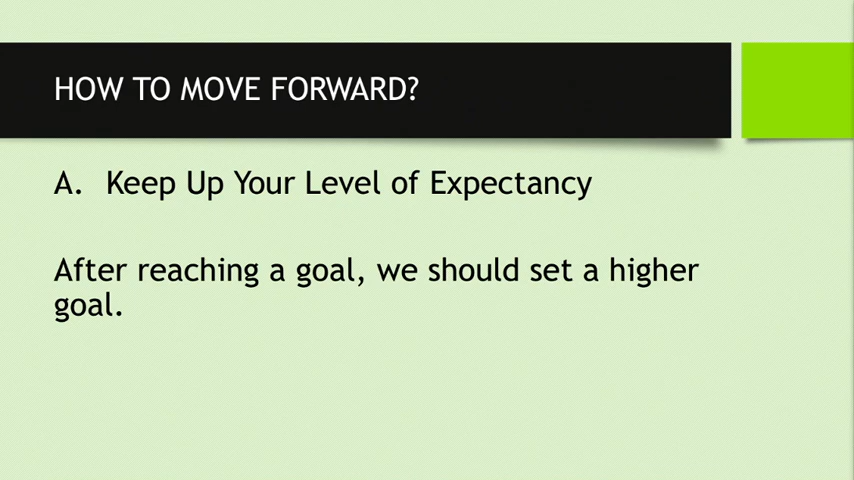 HOW TO MOVE FORWARD?
A. Keep Up Your Level of Expectancy
After reaching a goal, we should set a higher
goal.